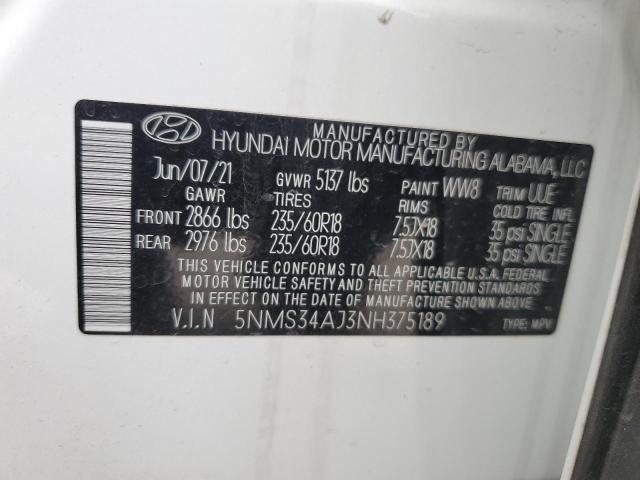 MANUFACTURED BY
HYUNDAI MOTOR MANUFACTURING ALABAMA, LLC
Jun/07/21 GVWR 5137 lbs PAINT WW8 TRIM UUE
GAWR TIRES RIMS COLD TIRE INFL
FRONT 2866 lbs 235/60R18 7.5JX18 35 psi SINGLE
REAR 2976 lbs 235/60R18 7.5JX18 35 psi SINGLE
THIS VEHICLE CONFORMS TO ALL APPLICABLE U.S.A. FEDERAL
MOTOR VEHICLE SAFETY AND THEFT PREVENTION STANDARDS
IN EFFECT ON THE DATE OF MANUFACTURE SHOWN ABOVE.
V.I.N 5NMS34AJ3NH375189 TYPE: MPV